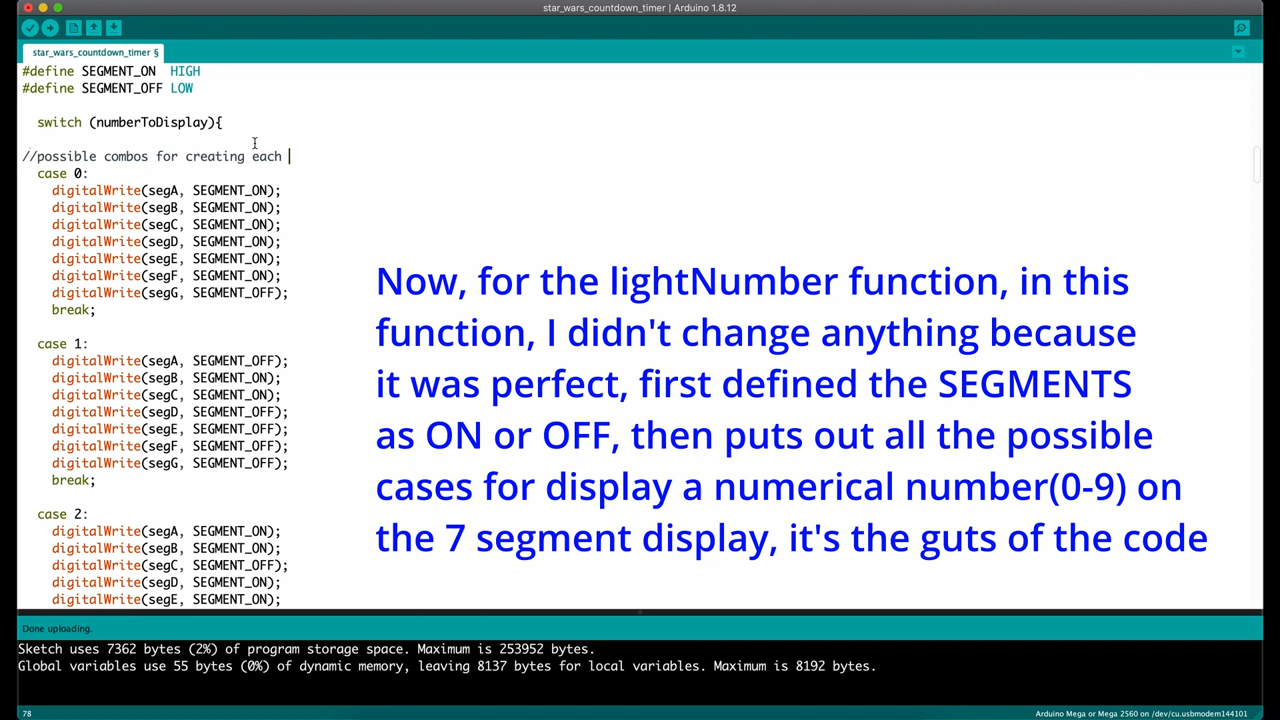 star_wars_countdown_timer | Arduino 1.8.12
star_wars_countdown_timer §
#define SEGMENT_ON  HIGH
#define SEGMENT_OFF LOW
switch (numberToDisplay){
//possible combos for creating each
case 0:
digitalWrite(segA, SEGMENT_ON);
digitalWrite(segB, SEGMENT_ON);
digitalWrite(segC, SEGMENT_ON);
digitalWrite(segD, SEGMENT_ON);
digitalWrite(segE, SEGMENT_ON);
digitalWrite(segF, SEGMENT_ON);
digitalWrite(segG, SEGMENT_OFF);
break;
case 1:
digitalWrite(segA, SEGMENT_OFF);
digitalWrite(segB, SEGMENT_ON);
digitalWrite(segC, SEGMENT_ON);
digitalWrite(segD, SEGMENT_OFF);
digitalWrite(segE, SEGMENT_OFF);
digitalWrite(segF, SEGMENT_OFF);
digitalWrite(segG, SEGMENT_OFF);
break;
case 2:
digitalWrite(segA, SEGMENT_ON);
digitalWrite(segB, SEGMENT_ON);
digitalWrite(segC, SEGMENT_OFF);
digitalWrite(segD, SEGMENT_ON);
digitalWrite(segE, SEGMENT_ON);
Now, for the lightNumber function, in this
function, I didn't change anything because
it was perfect, first defined the SEGMENTS
as ON or OFF, then puts out all the possible
cases for display a numerical number(0-9) on
the 7 segment display, it's the guts of the code
Done uploading.
Sketch uses 7362 bytes (2%) of program storage space. Maximum is 253952 bytes.
Global variables use 55 bytes (0%) of dynamic memory, leaving 8137 bytes for local variables. Maximum is 8192 bytes.
78
Arduino Mega or Mega 2560 on /dev/cu.usbmodem144101